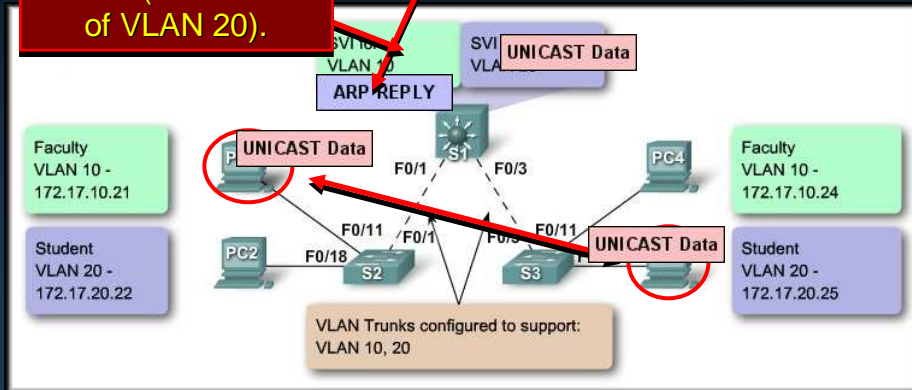 of VLAN 20).
SVI
VLAN 10
SVI
UNICAST Data
ARP REPLY
S1
Faculty
VLAN 10 -
172.17.10.21
UNICAST Data
F0/1
F0/3
PC4
Faculty
VLAN 10 -
172.17.10.24
Student
VLAN 20 -
172.17.20.22
PC2
F0/11
F0/18
F0/1
S2
F0/11
S3
UNICAST Data
Student
VLAN 20 -
172.17.20.25
VLAN Trunks configured to support:
VLAN 10, 20